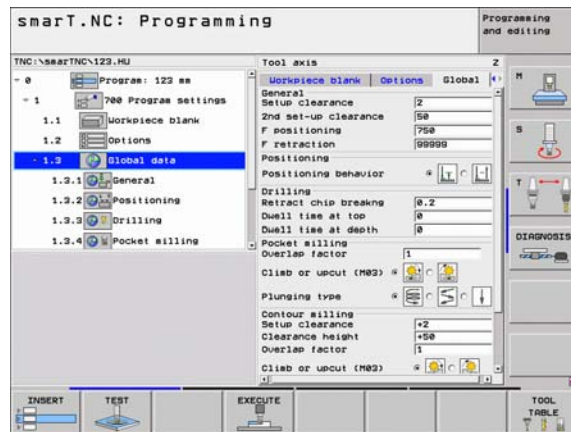 smarT.NC: Programming
Programming and editing
TNC:\smarTNC\123.HU
Tool axis Z
0 Program: 123 mm
1 700 Program settings
1.1 Workpiece blank
1.2 Options
1.3 Global data
1.3.1 General
1.3.2 Positioning
1.3.3 Drilling
1.3.4 Pocket milling
Workpiece blank Options Global
General
Setup clearance 2
2nd set-up clearance 50
F positioning 750
F retraction 99999
Positioning
Positioning behavior
Drilling
Retract chip breakng 0.2
Dwell time at top 0
Dwell time at depth 0
Pocket milling
Overlap factor 1
Climb or upcut (M03)
Plunging type
Contour milling
Setup clearance +2
Clearance height +50
Overlap factor 1
Climb or upcut (M03)
M
S
T
DIAGNOSIS
INSERT
TEST
EXECUTE
TOOL TABLE